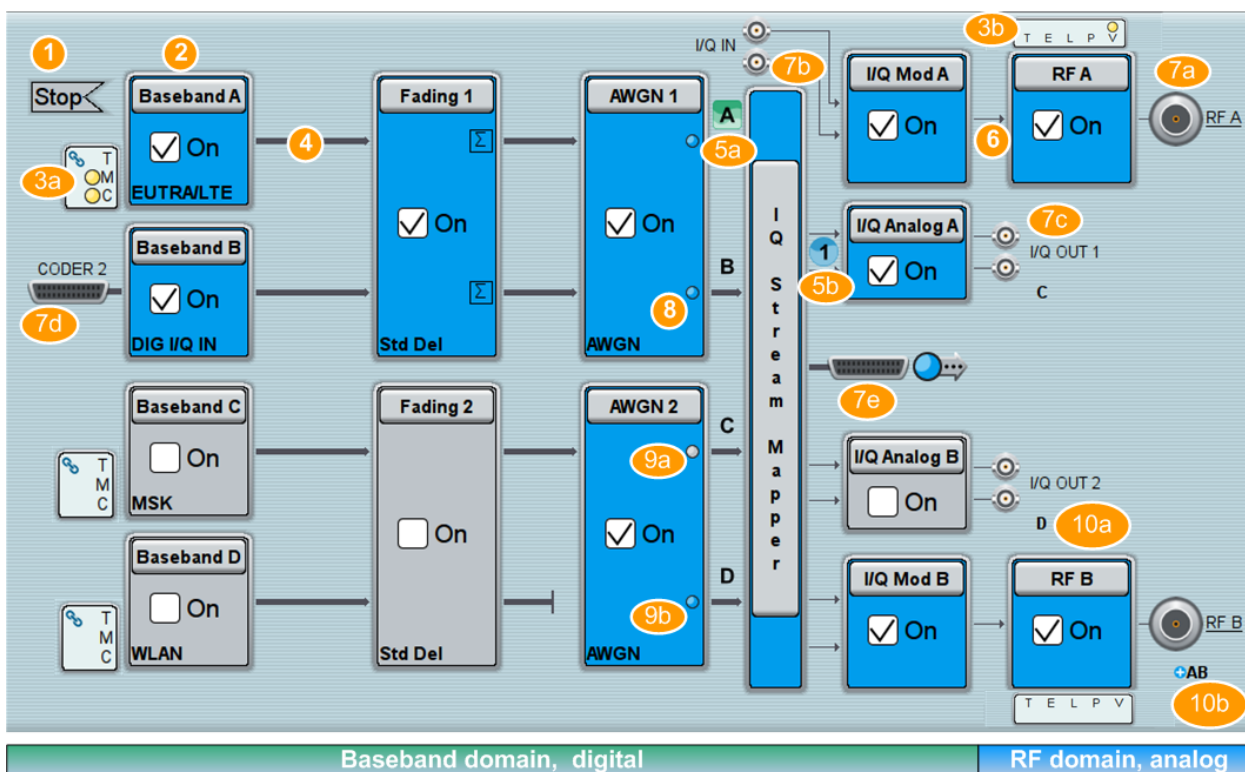 1
2
I/Q IN
7b
3b
T E L P V
7a
Stop
Baseband A
On
EUTRA/LTE
3a
T
M
C
4
Fading 1
Σ
On
Σ
Std Del
AWGN 1
On
AWGN
A
5a
B
8
I/Q Mod A
On
6
RF A
On
RF A
Baseband B
On
DIG I/Q IN
CODER 2
7d
I
Q
S
t
r
e
a
m
M
a
p
p
e
r
1
5b
I/Q Analog A
On
7c
I/Q OUT 1
C
7e
Baseband C
On
MSK
T
M
C
Fading 2
On
Std Del
AWGN 2
On
AWGN
C
9a
D
9b
I/Q Analog B
On
I/Q OUT 2
D
10a
Baseband D
On
WLAN
T
M
C
I/Q Mod B
On
RF B
On
RF B
AB
10b
T E L P V
Baseband domain, digital
RF domain, analog